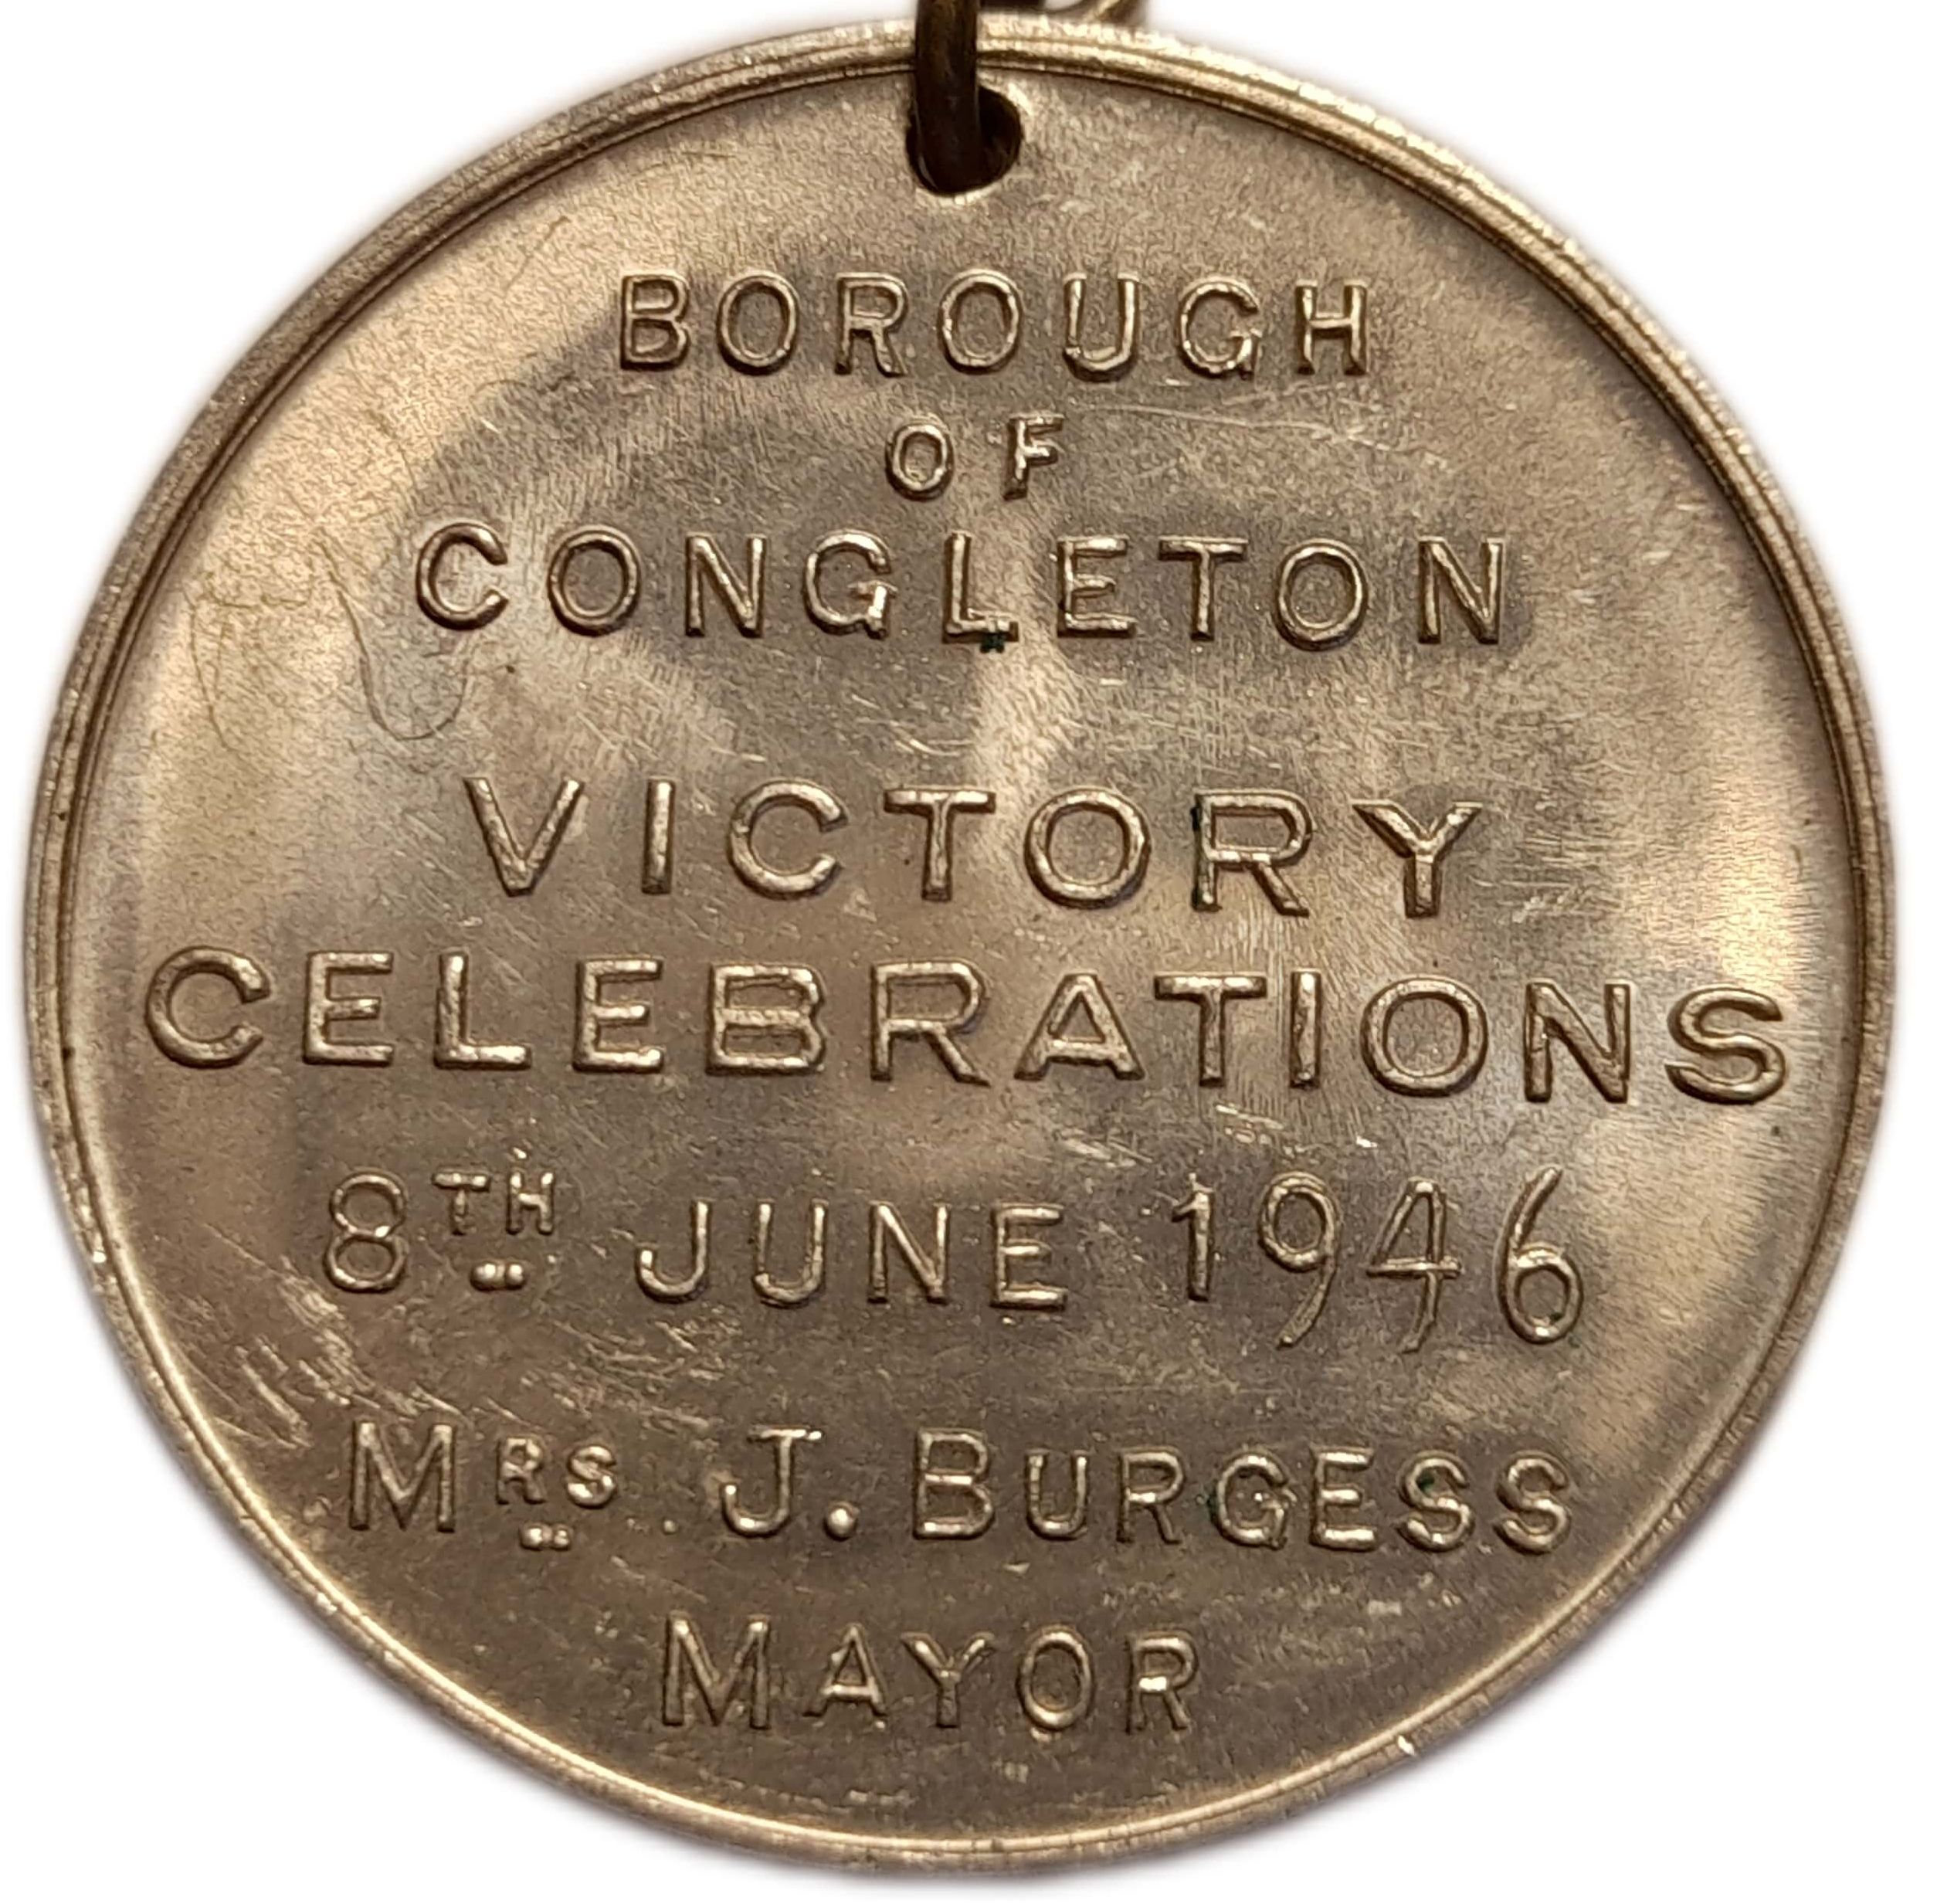 BOROUGH
OF
CONGLETON
VICTORY
CELEBRATIONS
8TH JUNE 1946
MRS J. BURGESS
MAYOR